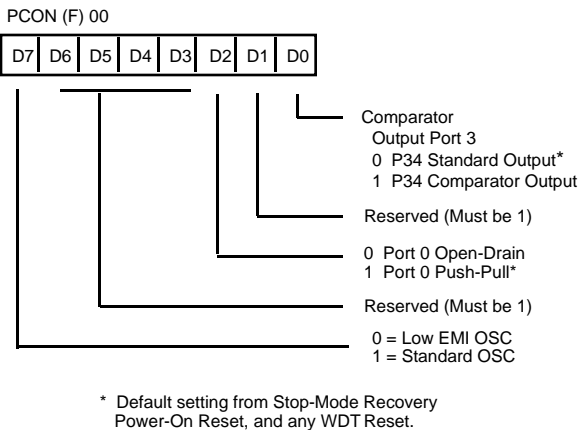 PCON (F) 00
D7 D6 D5 D4 D3 D2 D1 D0
Comparator
Output Port 3
0 P34 Standard Output*
1 P34 Comparator Output
Reserved (Must be 1)
0 Port 0 Open-Drain
1 Port 0 Push-Pull*
Reserved (Must be 1)
0 = Low EMI OSC
1 = Standard OSC
* Default setting from Stop-Mode Recovery
Power-On Reset, and any WDT Reset.